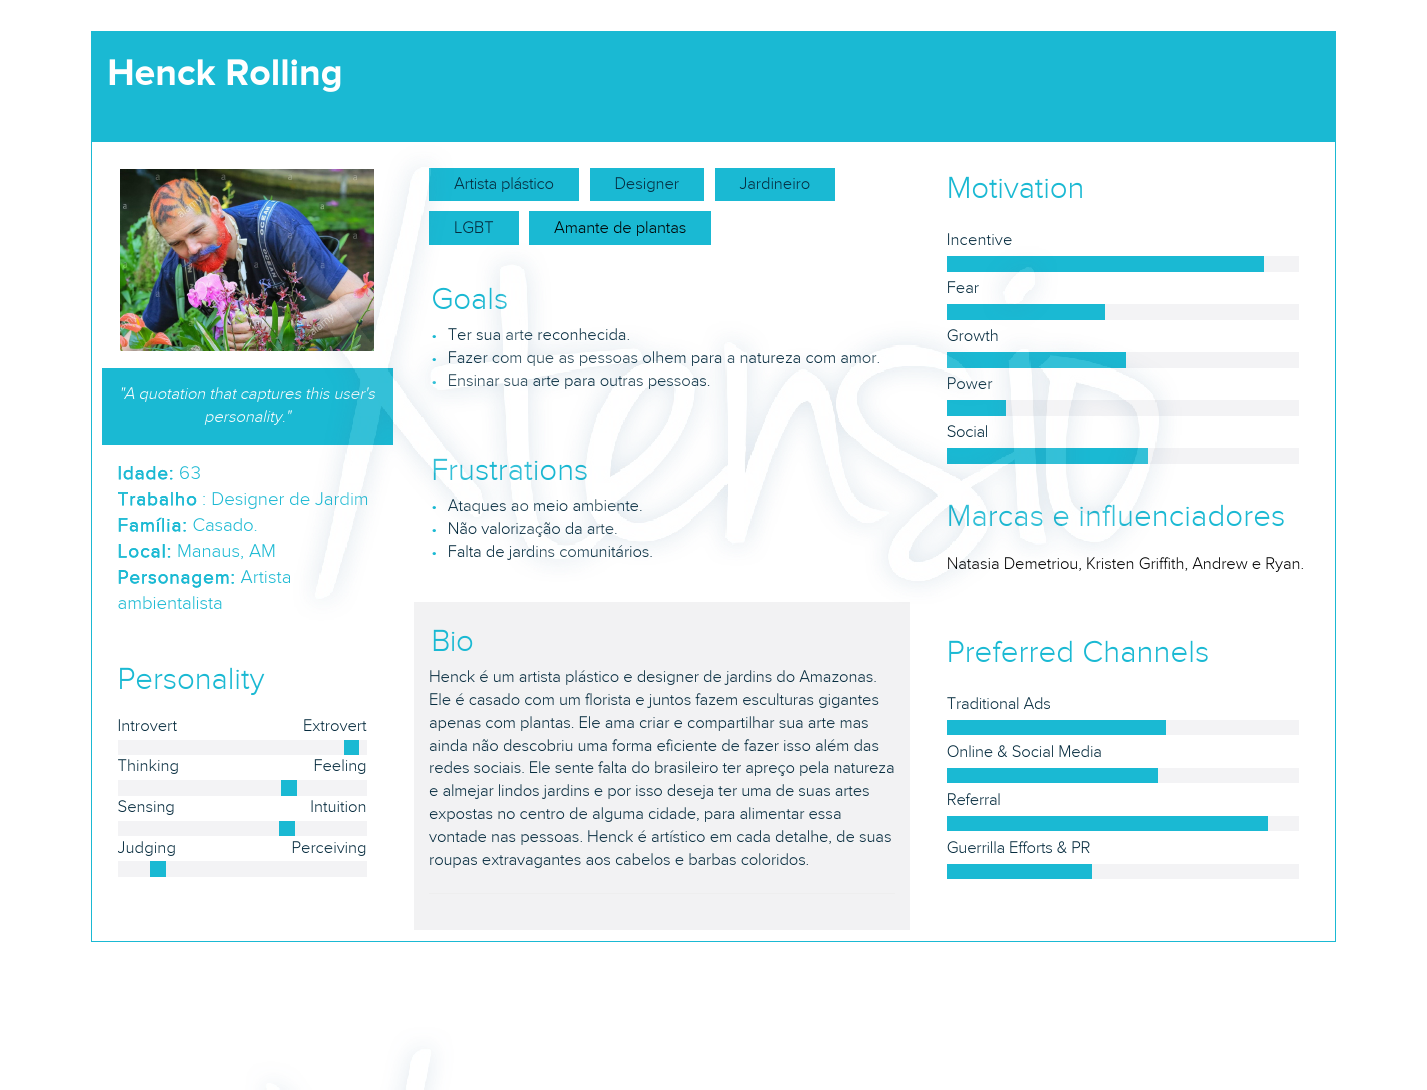 Henck Rolling
"A quotation that captures this user's
personality."
Idade: 63
Trabalho : Designer de Jardim
Família: Casado.
Local: Manaus, AM
Personagem: Artista
ambientalista
Personality
Introvert Extrovert
Thinking Feeling
Sensing Intuition
Judging Perceiving
Artista plástico Designer Jardineiro
LGBT Amante de plantas
Goals
• Ter sua arte reconhecida.
• Fazer com que as pessoas olhem para a natureza com amor.
• Ensinar sua arte para outras pessoas.
Frustrations
• Ataques ao meio ambiente.
• Não valorização da arte.
• Falta de jardins comunitários.
Bio
Henck é um artista plástico e designer de jardins do Amazonas.
Ele é casado com um florista e juntos fazem esculturas gigantes
apenas com plantas. Ele ama criar e compartilhar sua arte mas
ainda não descobriu uma forma eficiente de fazer isso além das
redes sociais. Ele sente falta do brasileiro ter apreço pela natureza
e almejar lindos jardins e por isso deseja ter uma de suas artes
expostas no centro de alguma cidade, para alimentar essa
vontade nas pessoas. Henck é artístico em cada detalhe, de suas
roupas extravagantes aos cabelos e barbas coloridos.
Motivation
Incentive
Fear
Growth
Power
Social
Marcas e influenciadores
Natasia Demetriou, Kristen Griffith, Andrew e Ryan.
Preferred Channels
Traditional Ads
Online & Social Media
Referral
Guerrilla Efforts & PR
Xtensio